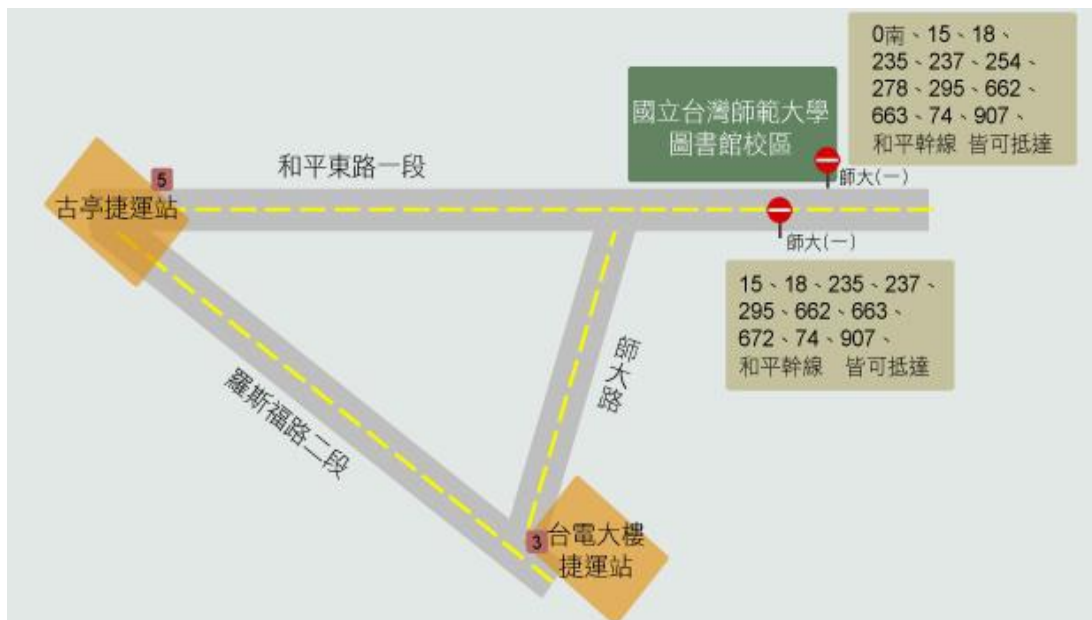 0南、15、18、
235、237、254、
278、295、662、
663、74、907、
和平幹線 皆可抵達
國立台灣師範大學
圖書館校區
師大(一)
和平東路一段
5
古亭捷運站
師大(一)
15、18、235、237、
295、662、663、
672、74、907、
和平幹線 皆可抵達
師大路
羅斯福路二段
3
台電大樓
捷運站